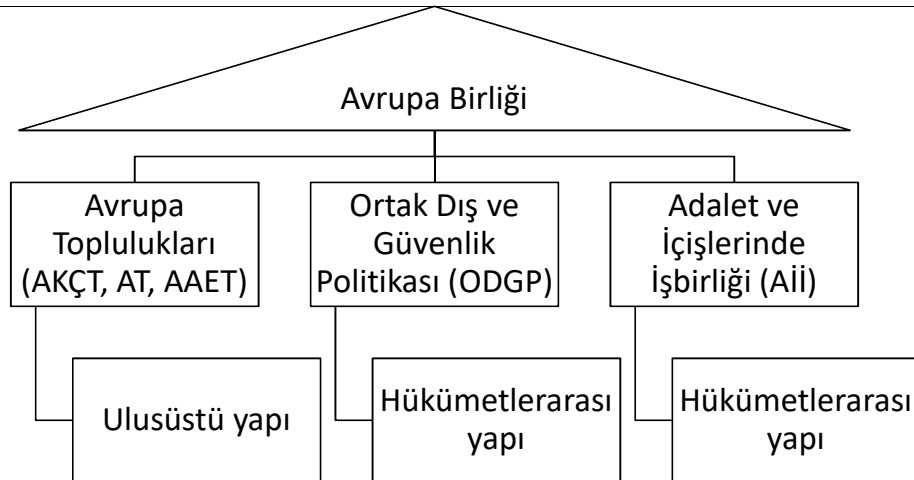 Avrupa Birliği
Avrupa
Toplulukları
(AKÇT, AT, AAET)
Ortak Dış ve
Güvenlik
Politikası (ODGP)
Adalet ve
İçişlerinde
İşbirliği (Aİİ)
Ulusüstü yapı
Hükümetlerarası
yapı
Hükümetlerarası
yapı